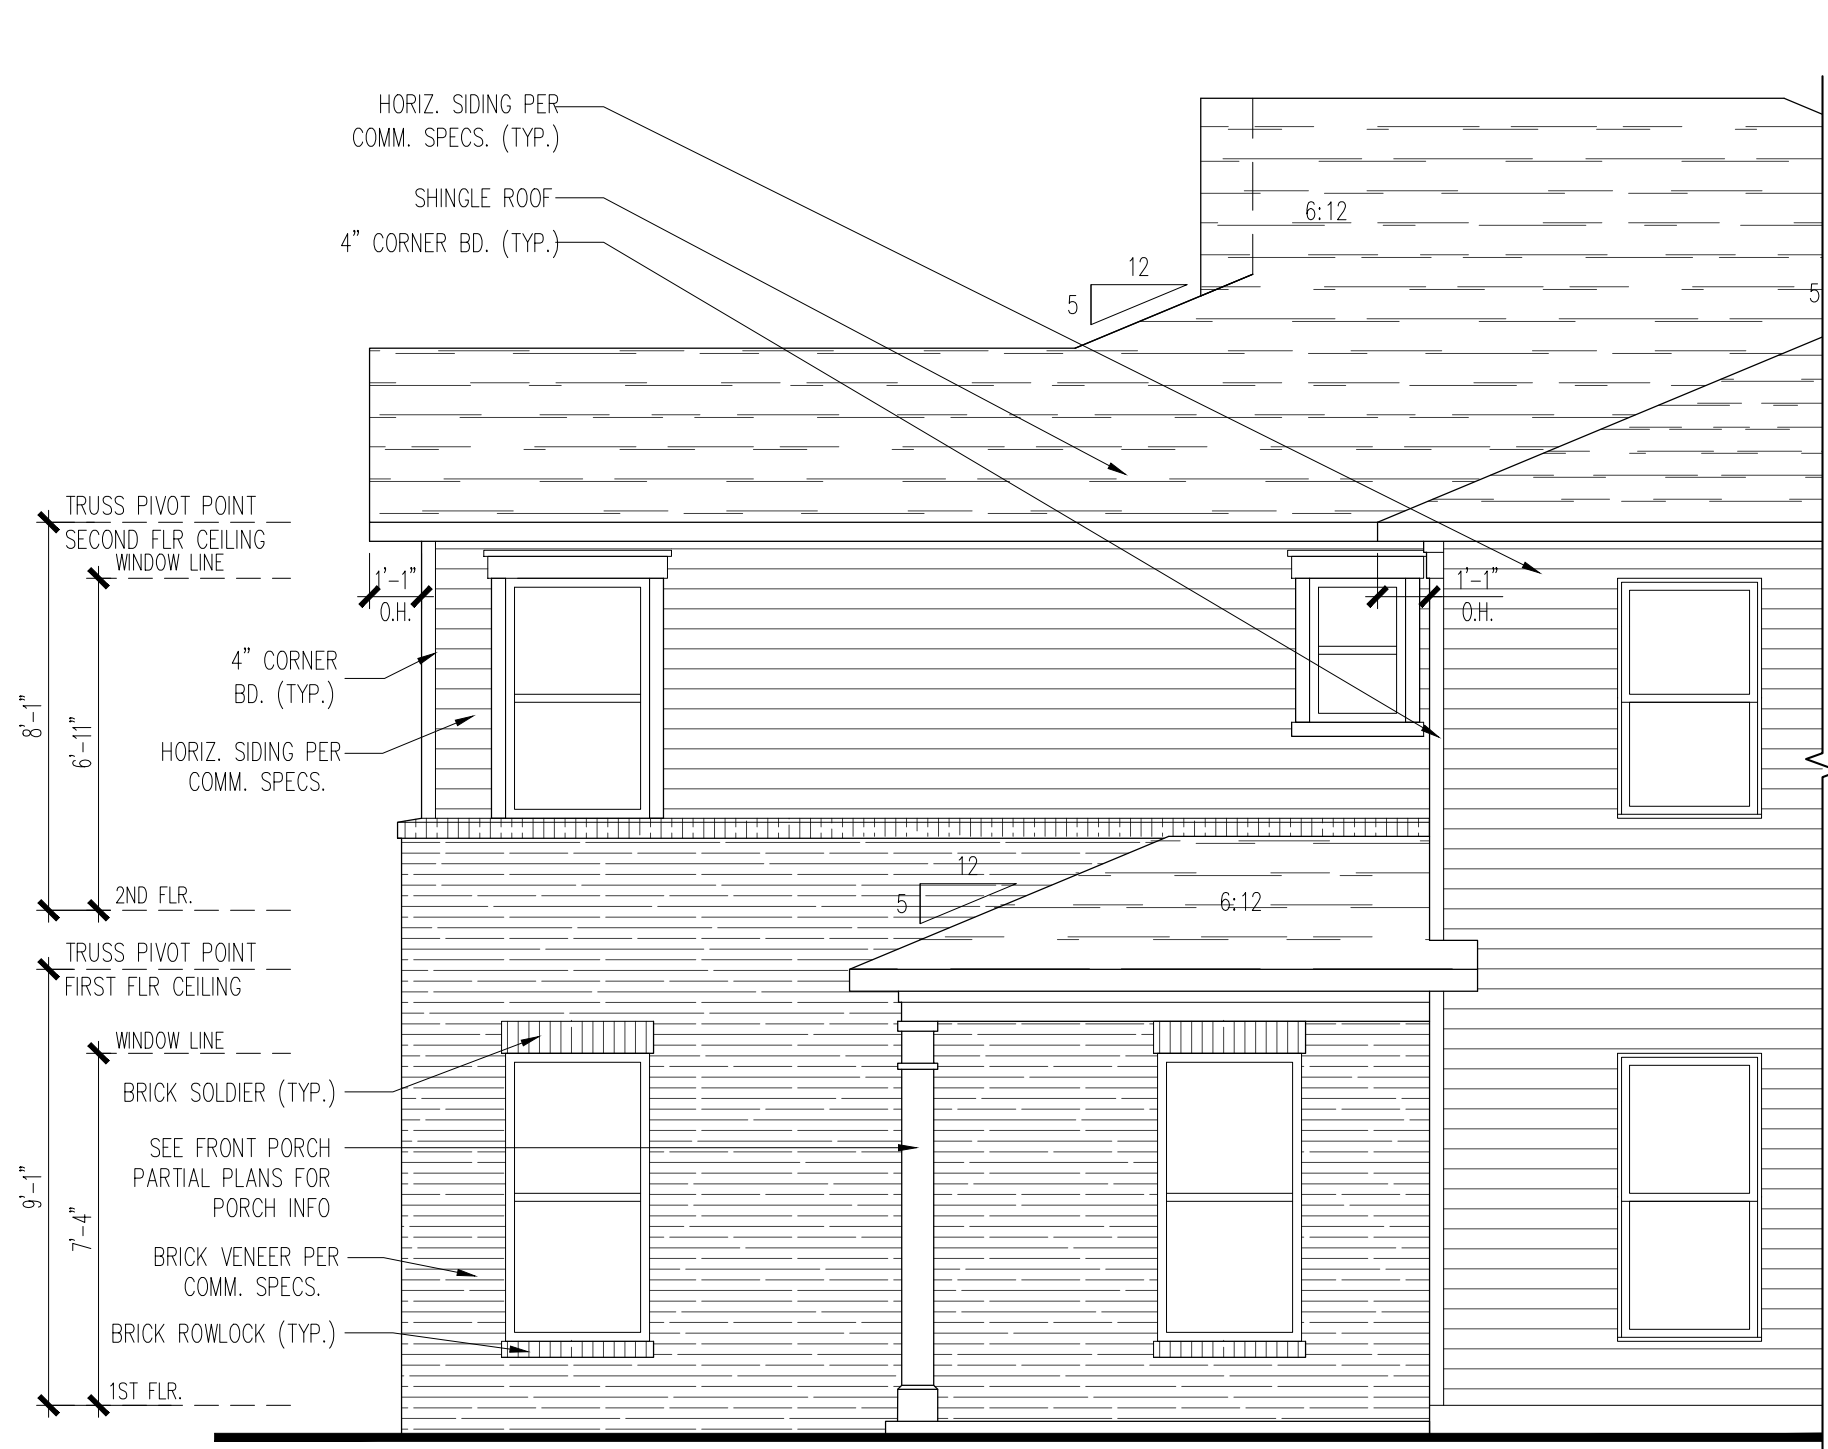 HORIZ. SIDING PER
COMM. SPECS. (TYP.)
SHINGLE ROOF
4" CORNER BD. (TYP.)
6:12
12
5
5
TRUSS PIVOT POINT
SECOND FLR CEILING
WINDOW LINE
1'-1"
O.H.
1'-1"
O.H.
4" CORNER
BD. (TYP.)
8'-1"
6'-11"
HORIZ. SIDING PER
COMM. SPECS.
12
5
6:12
2ND FLR.
TRUSS PIVOT POINT
FIRST FLR CEILING
WINDOW LINE
BRICK SOLDIER (TYP.)
SEE FRONT PORCH
PARTIAL PLANS FOR
PORCH INFO
9'-1"
7'-4"
BRICK VENEER PER
COMM. SPECS.
BRICK ROWLOCK (TYP.)
1ST FLR.